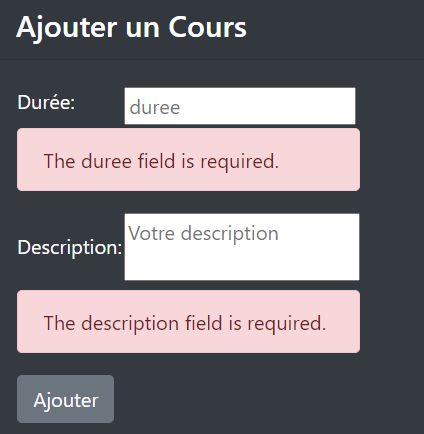 Ajouter un Cours
Durée: duree
The duree field is required.
Description: Votre description
The description field is required.
Ajouter